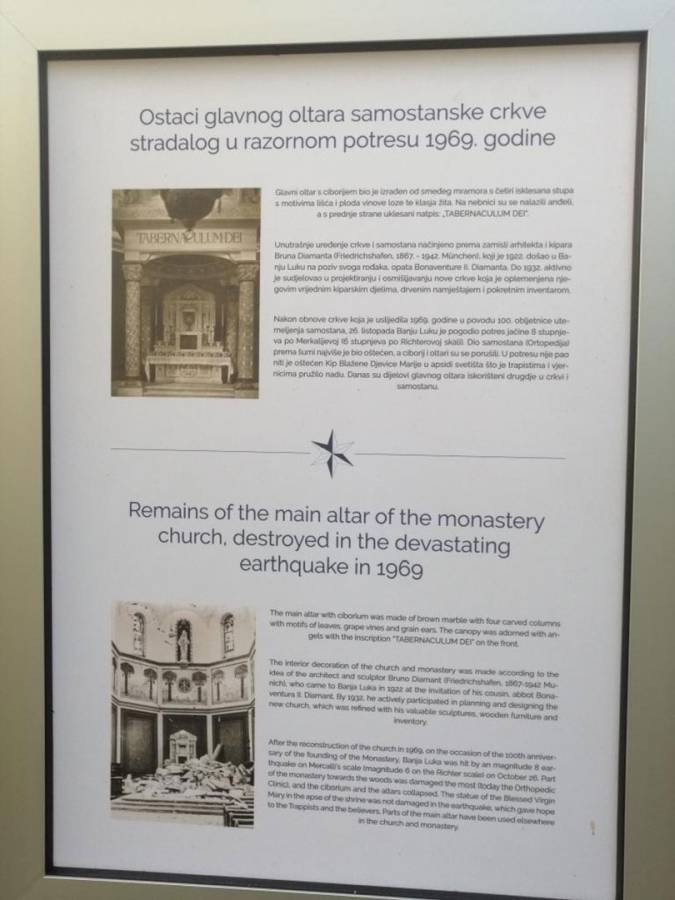 Ostaci glavnog oltara samostanske crkve
stradalog u razornom potresu 1969. godine
Glavni oltar s ciborijem bio je izrađen od smeđeg mramora s četiri isklesana stupa
s motivima lišća i ploda vinove loze te klasja žita. Na nebnici su se nalazili anđeli,
a s prednje strane uklesani natpis: „TABERNACULUM DEI".
TABERNACULUM DEI
Unutrašnje uređenje crkve i samostana načinjeno prema zamisli arhitekta i kipara
Bruna Diamanta (Friedrichshafen, 1867. - 1942. München), koji je 1922. došao u Ba-
nju Luku na poziv svoga rođaka, opata Bonaventure II. Diamanta. Do 1932. aktivno
je sudjelovao u projektiranju i osmišljavanju nove crkve koja je oplemenjena nje-
govim vrijednim kiparskim djelima, drvenim namještajem i pokretnim inventarom.
Nakon obnove crkve koja je uslijedila 1969. godine u povodu 100. obljetnice ute-
meljenja samostana, 26. listopada Banju Luku je pogodio potres jačine 8 stupnje-
va po Merkalijevoj (6 stupnjeva po Richterovoj skali). Dio samostana (Ortopedija)
prema šumi najviše je bio oštećen, a ciborij i oltari su se porušili. U potresu nije pao
niti je oštećen Kip Blažene Djevice Marije u apsidi svetišta što je trapistima i vjer-
nicima pružilo nadu. Danas su dijelovi glavnog oltara iskorišteni drugdje u crkvi i
samostanu.
Remains of the main altar of the monastery
church, destroyed in the devastating
earthquake in 1969
The main altar with ciborium was made of brown marble with four carved columns
with motifs of leaves, grape vines and grain ears. The canopy was adorned with an-
gels with the inscription "TABERNACULUM DEI" on the front.
The interior decoration of the church and monastery was made according to the
idea of the architect and sculptor Bruno Diamant (Friedrichshafen, 1867-1942 Mu-
nich), who came to Banja Luka in 1922 at the invitation of his cousin, abbot Bona-
ventura II. Diamant. By 1932, he actively participated in planning and designing the
new church, which was refined with his valuable sculptures, wooden furniture and
inventory.
After the reconstruction of the church in 1969, on the occasion of the 100th anniver-
sary of the founding of the Monastery, Banja Luka was hit by an magnitude 8 ear-
thquake on Mercalli's scale (magnitude 6 on the Richter scale) on October 26. Part
of the monastery towards the woods was damaged the most (today the Orthopedic
Clinic), and the ciborium and the altars collapsed. The statue of the Blessed Virgin
Mary in the apse of the shrine was not damaged in the earthquake, which gave hope
to the Trappists and the believers. Parts of the main altar have been used elsewhere
in the church and monastery.